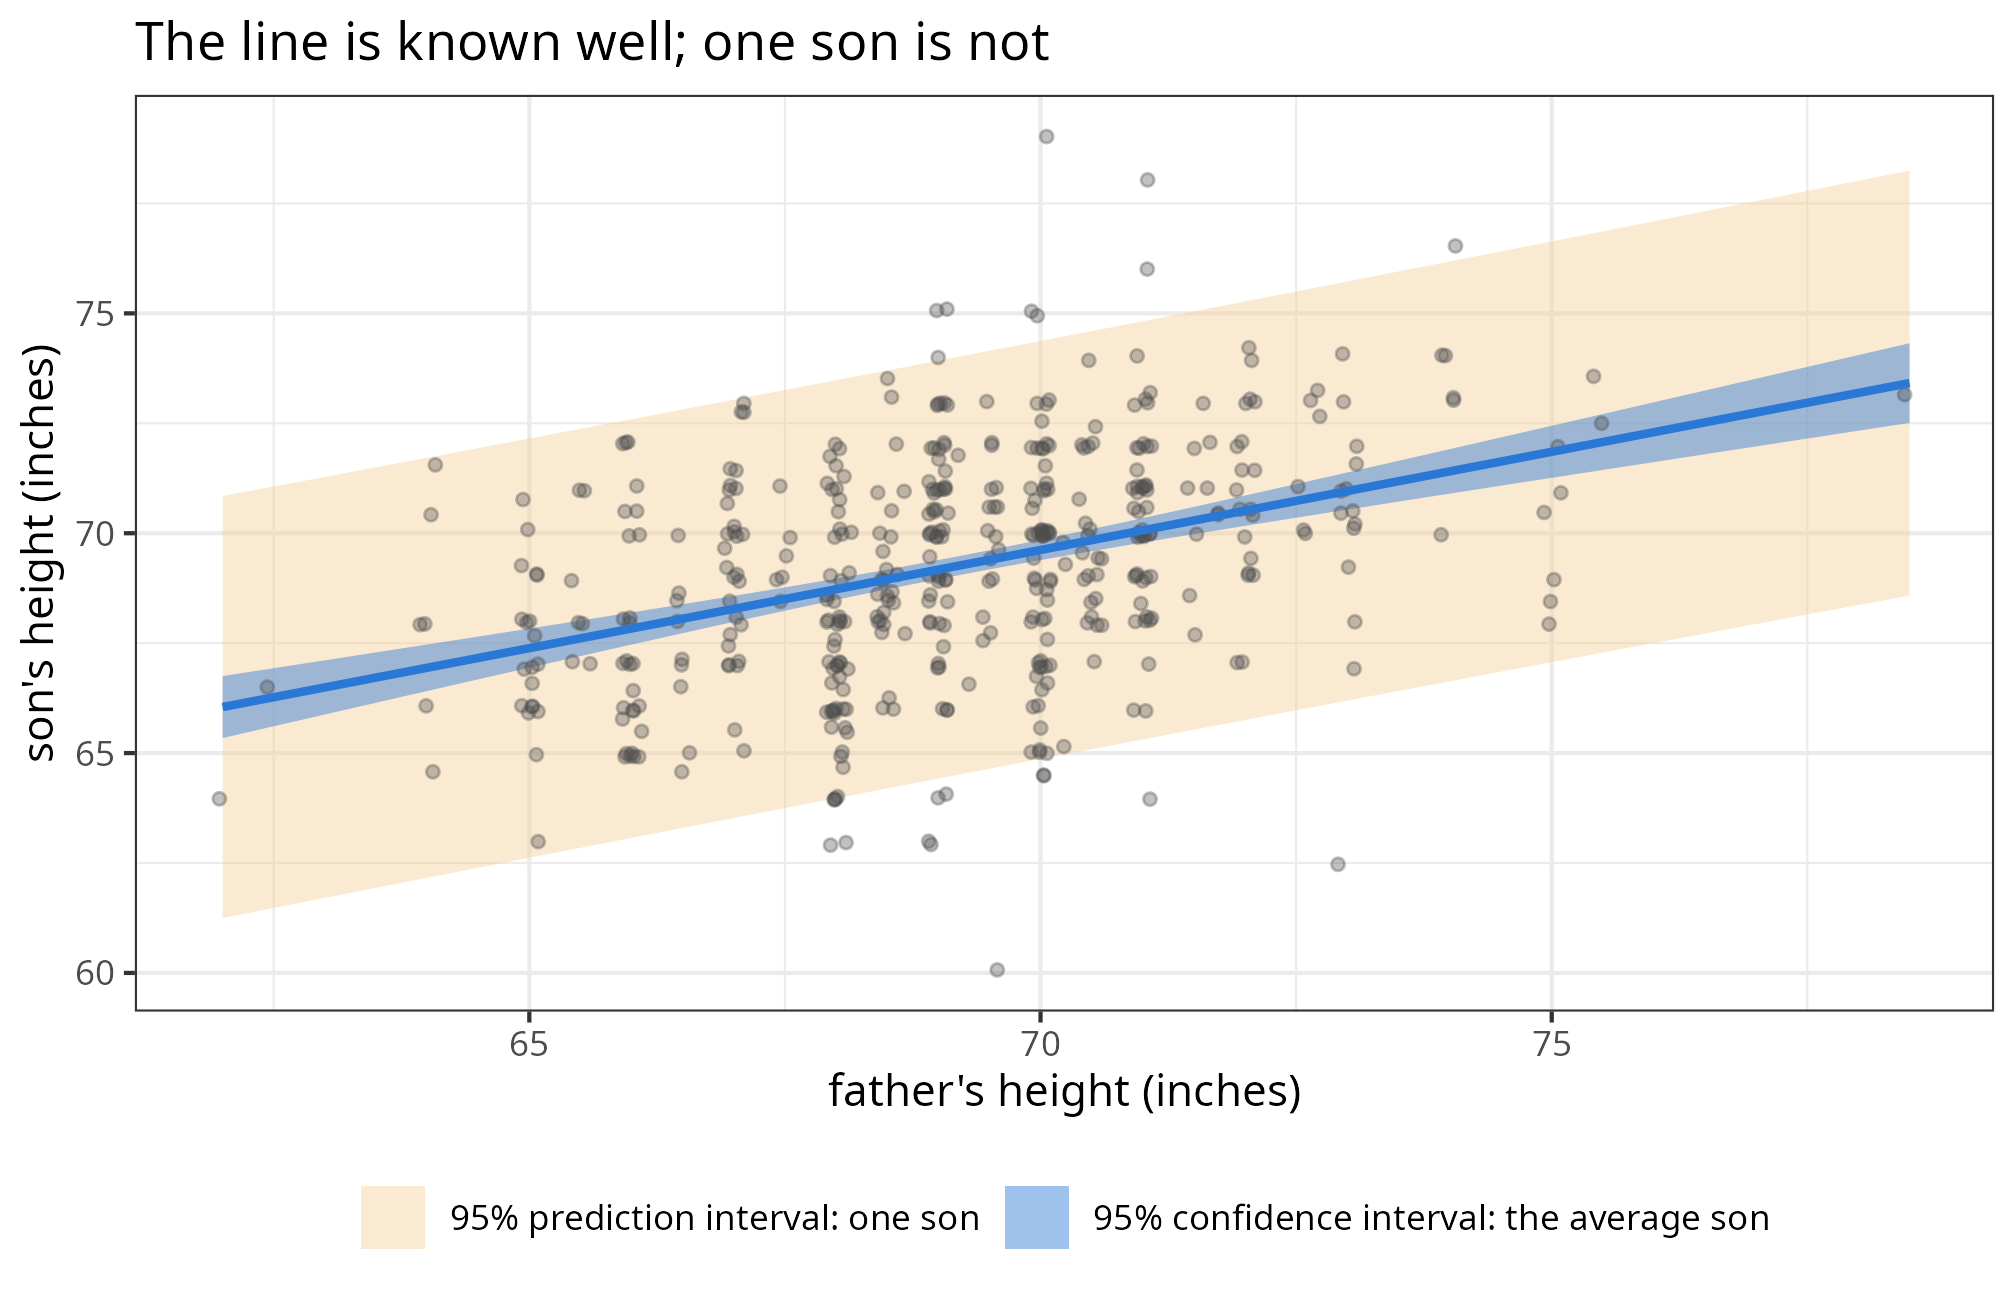 The line is known well; one son is not
son's height (inches)
75
70
65
60
65
70
75
father's height (inches)
95% prediction interval: one son
95% confidence interval: the average son